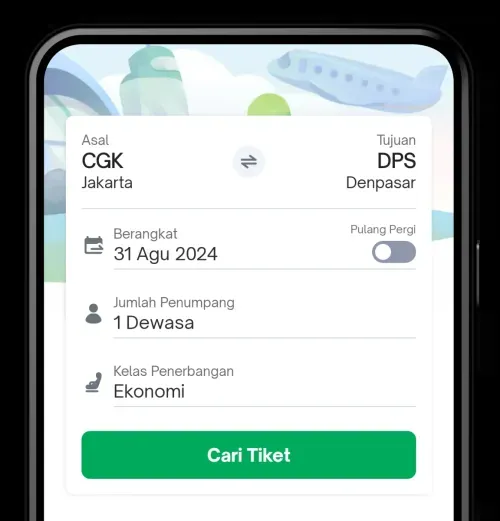 Asal
Tujuan
CGK
DPS
Jakarta
Denpasar
Berangkat
Pulang Pergi
31 Agu 2024
Jumlah Penumpang
1 Dewasa
Kelas Penerbangan
Ekonomi
Cari Tiket